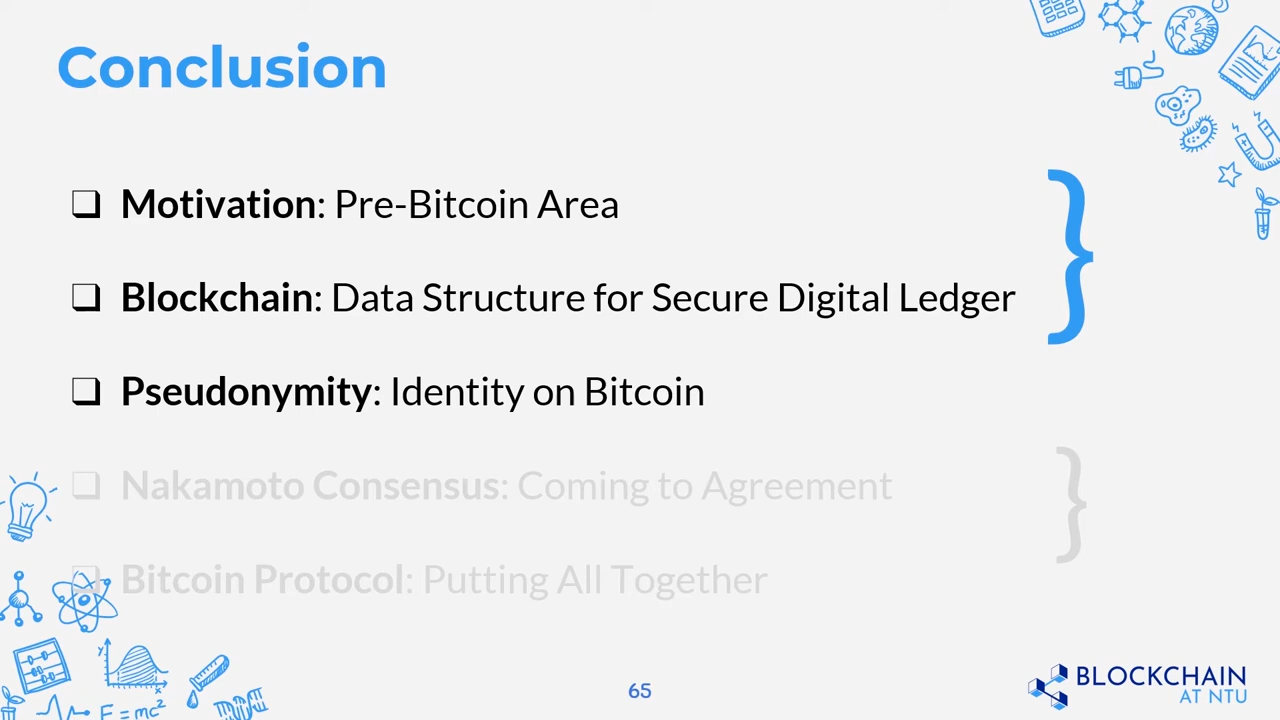 Conclusion
❑ Motivation: Pre-Bitcoin Area
❑ Blockchain: Data Structure for Secure Digital Ledger
❑ Pseudonymity: Identity on Bitcoin
❑ Nakamoto Consensus: Coming to Agreement
❑ Bitcoin Protocol: Putting All Together
}
}
y
x
E=mc²
65
BLOCKCHAIN
AT NTU